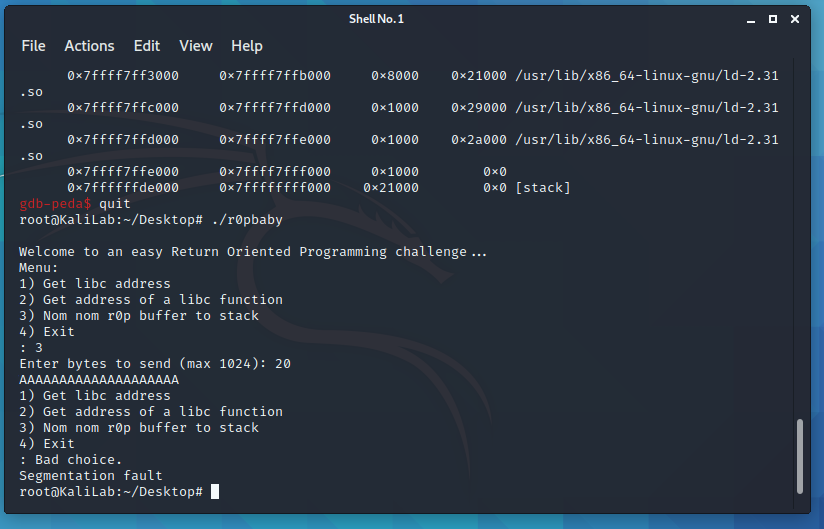 Shell No. 1
File Actions Edit View Help
0×7ffff7ff3000 0×7ffff7ffb000 0×8000 0×21000 /usr/lib/x86_64-linux-gnu/ld-2.31
.so
0×7ffff7ffc000 0×7ffff7ffd000 0×1000 0×29000 /usr/lib/x86_64-linux-gnu/ld-2.31
.so
0×7ffff7ffd000 0×7ffff7ffe000 0×1000 0×2a000 /usr/lib/x86_64-linux-gnu/ld-2.31
.so
0×7ffff7ffe000 0×7ffff7fff000 0×1000 0×0
0×7ffffffde000 0×7ffffffff000 0×21000 0×0 [stack]
gdb-peda$ quit
root@KaliLab:~/Desktop# ./r0pbaby
Welcome to an easy Return Oriented Programming challenge...
Menu:
1) Get libc address
2) Get address of a libc function
3) Nom nom r0p buffer to stack
4) Exit
: 3
Enter bytes to send (max 1024): 20
AAAAAAAAAAAAAAAAAAAA
1) Get libc address
2) Get address of a libc function
3) Nom nom r0p buffer to stack
4) Exit
: Bad choice.
Segmentation fault
root@KaliLab:~/Desktop#